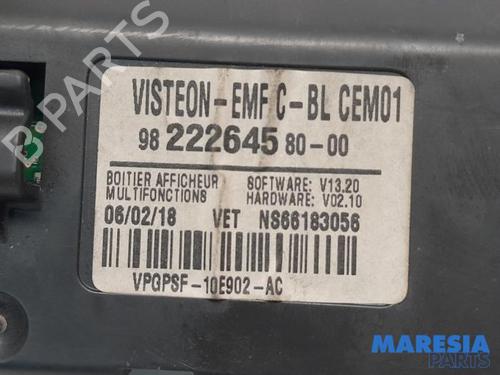 VISTEON-EMF C-BL CEM01
98 222645 80-00
BOITIER AFFICHEUR SOFTWARE: V13.20
MULTIFONCTIONS HARDWARE: V02.10
06/02/18 VET NS66183056
VPGPSF-10E902-AC
MARESIA
PARTS